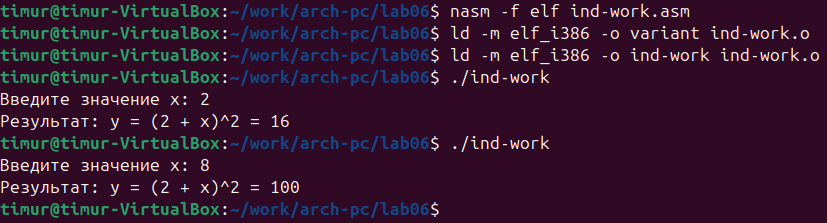 timur@timur-VirtualBox:~/work/arch-pc/lab06$ nasm -f elf ind-work.asm
timur@timur-VirtualBox:~/work/arch-pc/lab06$ ld -m elf_i386 -o variant ind-work.o
timur@timur-VirtualBox:~/work/arch-pc/lab06$ ld -m elf_i386 -o ind-work ind-work.o
timur@timur-VirtualBox:~/work/arch-pc/lab06$ ./ind-work
Введите значение x: 2
Результат: y = (2 + x)^2 = 16
timur@timur-VirtualBox:~/work/arch-pc/lab06$ ./ind-work
Введите значение x: 8
Результат: y = (2 + x)^2 = 100
timur@timur-VirtualBox:~/work/arch-pc/lab06$